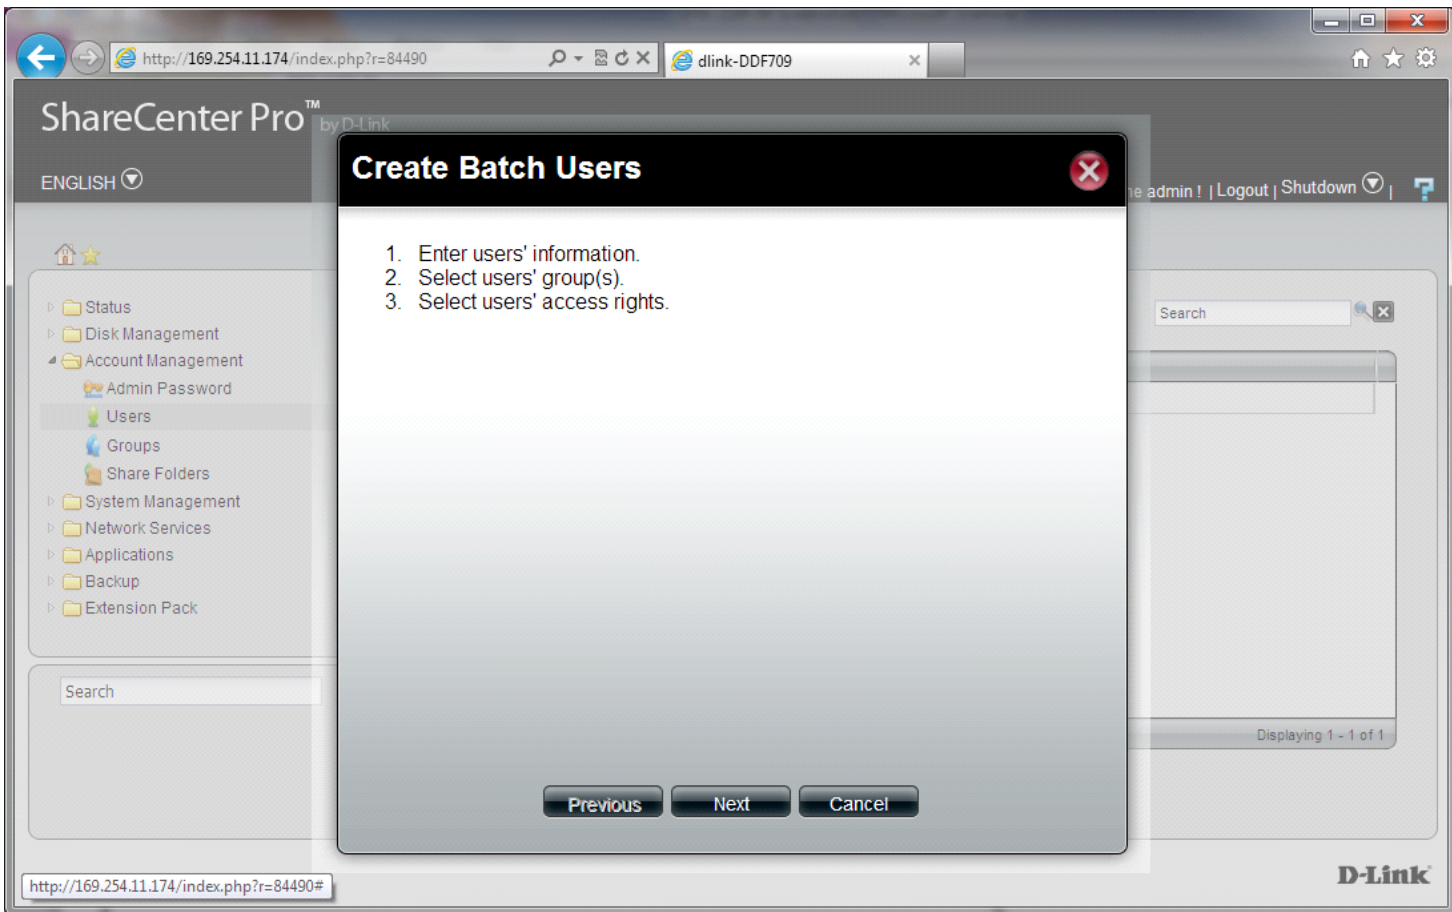 http://169.254.11.174/index.php?r=84490
dlink-DDF709
ShareCenter Pro™ by D-Link
ENGLISH
admin ! | Logout | Shutdown |
Create Batch Users
1. Enter users' information.
2. Select users' group(s).
3. Select users' access rights.
Status
Disk Management
Account Management
Admin Password
Users
Groups
Share Folders
System Management
Network Services
Applications
Backup
Extension Pack
Search
Search
Displaying 1 - 1 of 1
Previous
Next
Cancel
D-Link
http://169.254.11.174/index.php?r=84490#